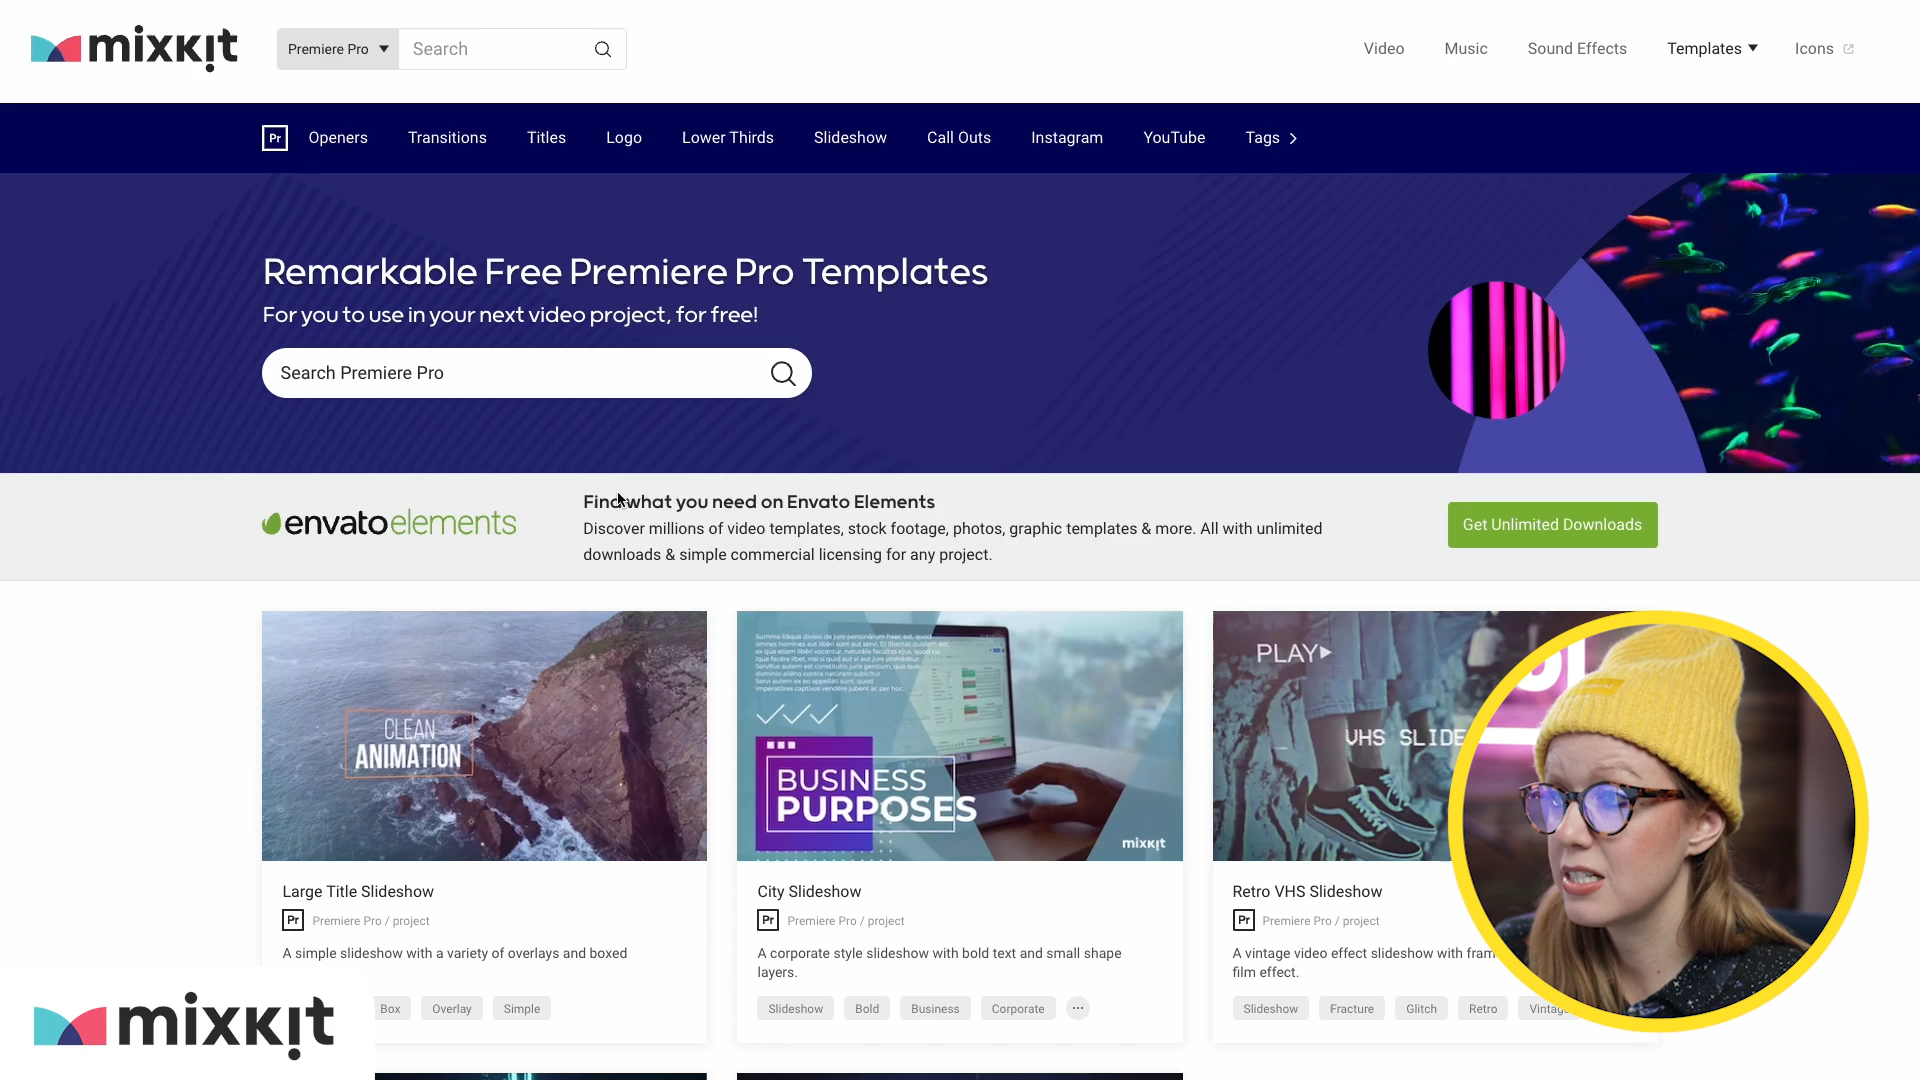 mixkit
Premiere Pro
Search
Video
Music
Sound Effects
Templates
Icons
Pr
Openers
Transitions
Titles
Logo
Lower Thirds
Slideshow
Call Outs
Instagram
YouTube
Tags
Remarkable Free Premiere Pro Templates
For you to use in your next video project, for free!
Search Premiere Pro
envato elements
Find what you need on Envato Elements
Discover millions of video templates, stock footage, photos, graphic templates & more. All with unlimited
downloads & simple commercial licensing for any project.
Get Unlimited Downloads
CLEAN
ANIMATION
BUSINESS
PURPOSES
mixkit
PLAY
VHS SLIDE
Large Title Slideshow
Pr Premiere Pro / project
A simple slideshow with a variety of overlays and boxed
Box
Overlay
Simple
City Slideshow
Pr Premiere Pro / project
A corporate style slideshow with bold text and small shape
layers.
Slideshow
Bold
Business
Corporate
...
Retro VHS Slideshow
Pr Premiere Pro / project
A vintage video effect slideshow with fram
film effect.
Slideshow
Fracture
Glitch
Retro
Vintage
mixkit